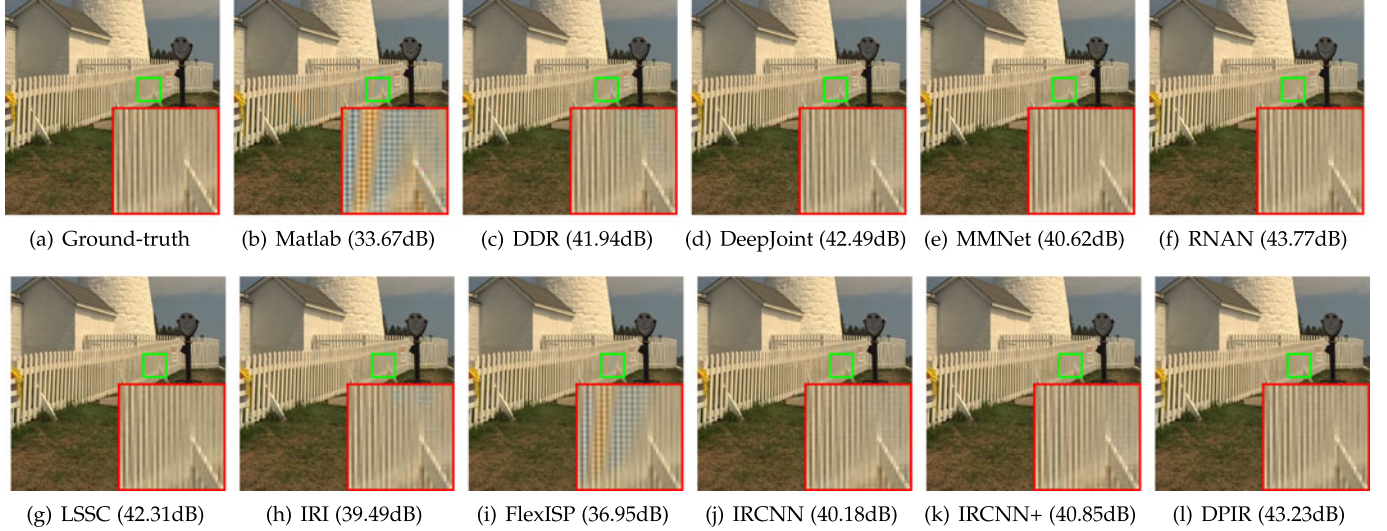 (a) Ground-truth
(b) Matlab (33.67dB)
(c) DDR (41.94dB)
(d) DeepJoint (42.49dB)
(e) MMNet (40.62dB)
(f) RNAN (43.77dB)
(g) LSSC (42.31dB)
(h) IRI (39.49dB)
(i) FlexISP (36.95dB)
(j) IRCNN (40.18dB)
(k) IRCNN+ (40.85dB)
(l) DPIR (43.23dB)